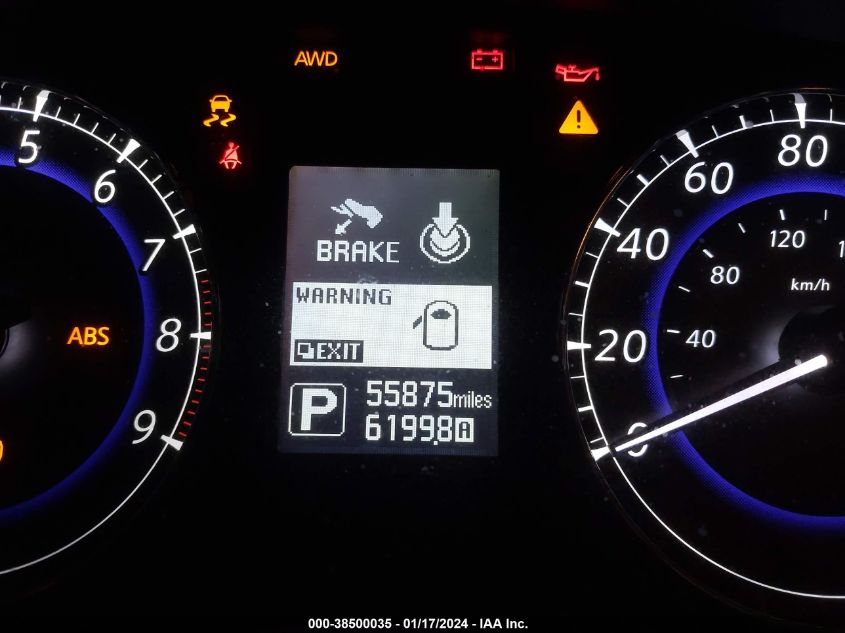 AWD
5
6
7
8
9
ABS
BRAKE
WARNING
EXIT
P
55875 miles
6199.8 A
80
60
40
20
0
120
80
40
km/h
000-38500035 - 01/17/2024 - IAA Inc.